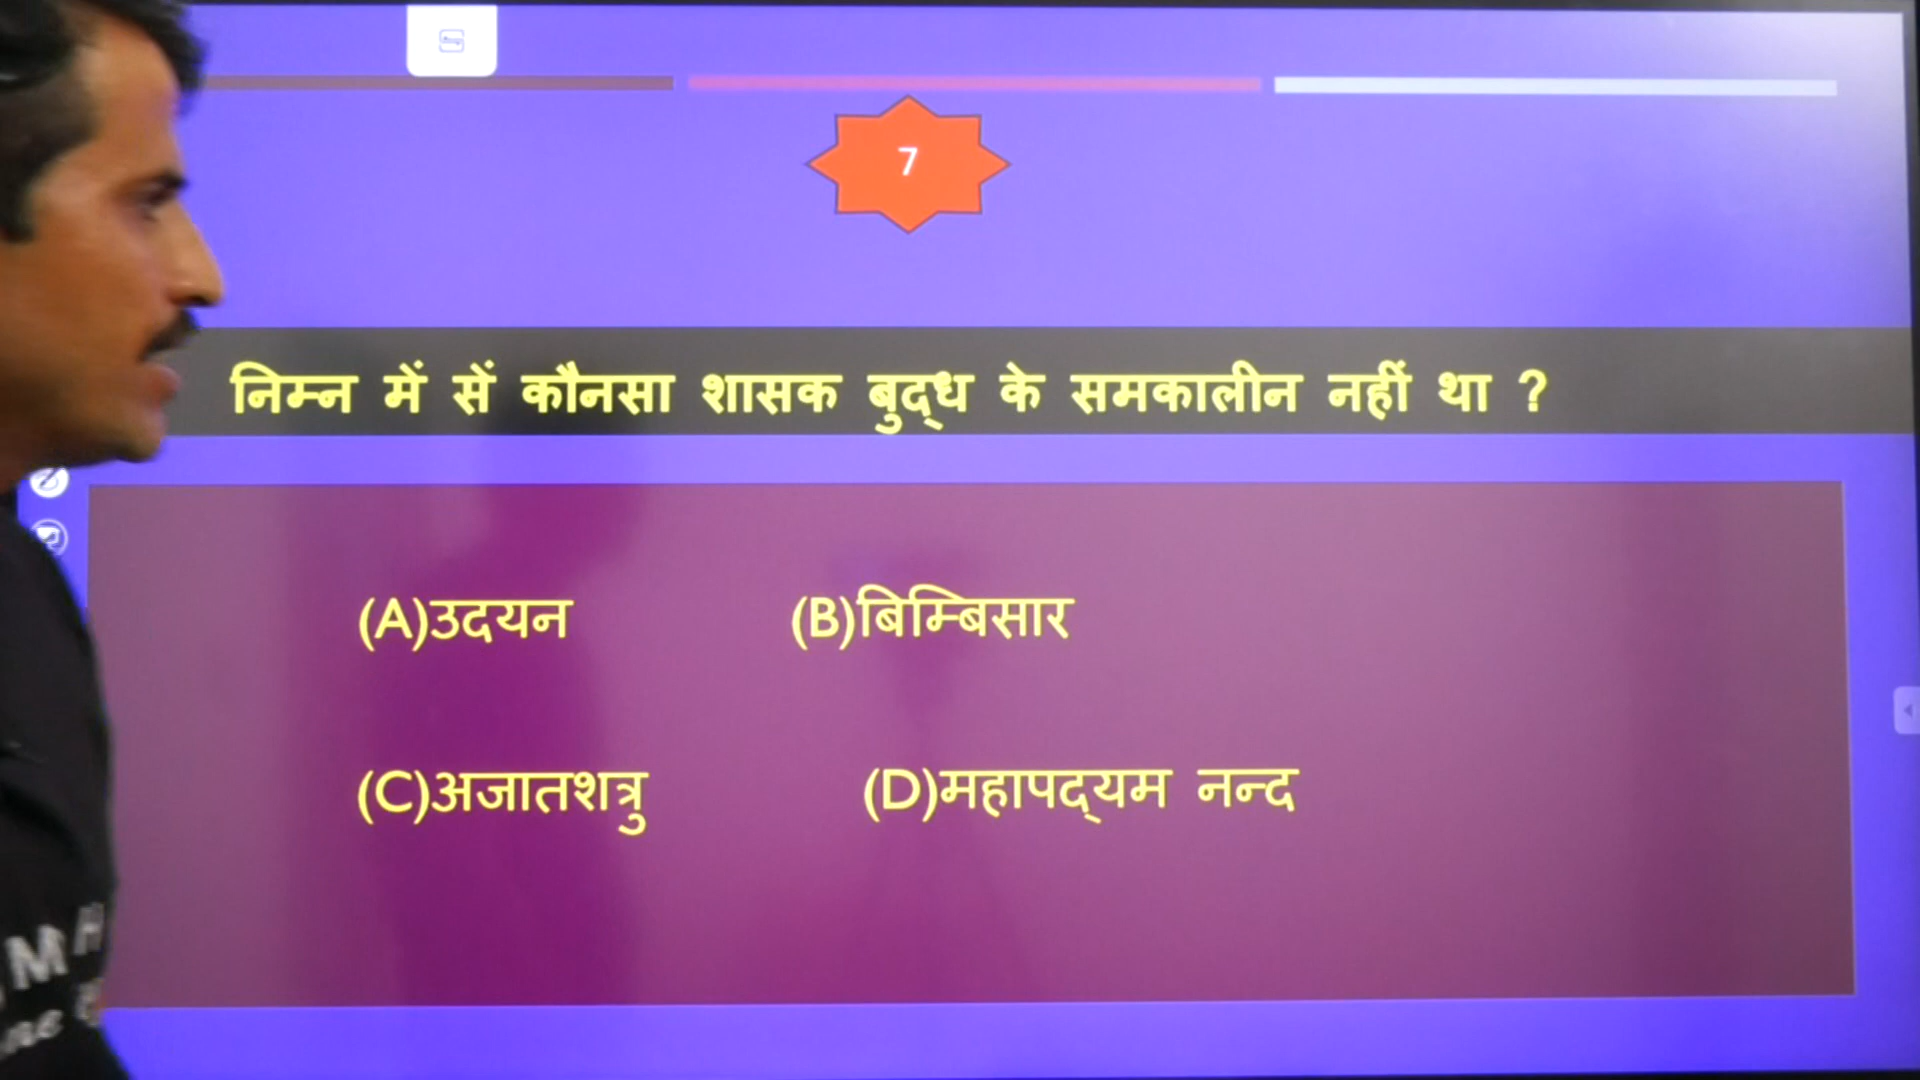 7
निम्न में सें कौनसा शासक बुद्ध के समकालीन नहीं था ?
(A)उदयन (B)बिम्बिसार
(C)अजातशत्रु (D)महापद्यम नन्द